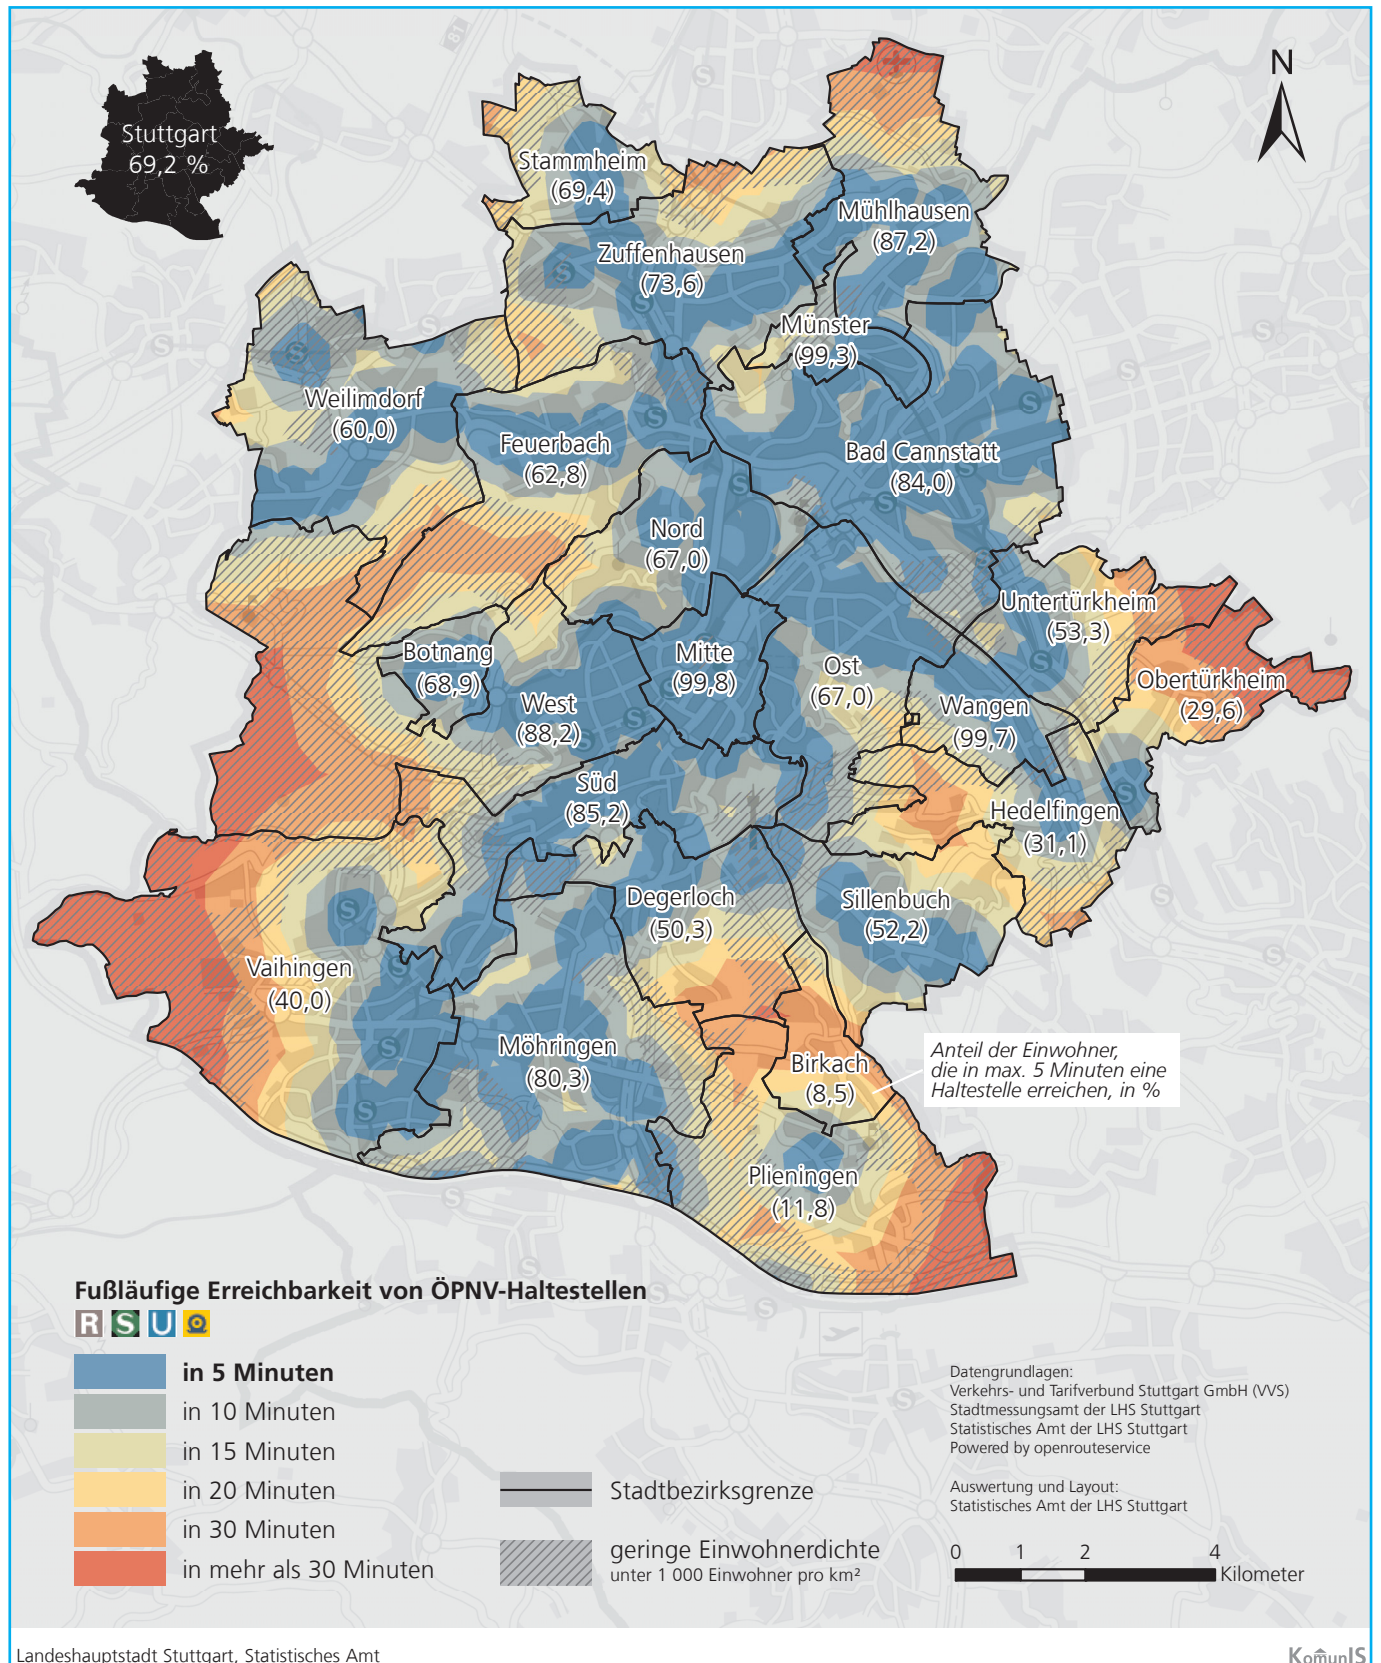 81
N
Stuttgart
69,2 %
Stammheim
(69,4)
Mühlhausen
(87,2)
Zuffenhausen
(73,6)
Münster
(99,3)
Weilimdorf
(60,0)
Feuerbach
(62,8)
Bad Cannstatt
(84,0)
Nord
(67,0)
Untertürkheim
(53,3)
Botnang
(68,9)
Mitte
(99,8)
Ost
(67,0)
Obertürkheim
(29,6)
West
(88,2)
Wangen
(99,7)
Süd
(85,2)
Hedelfingen
(31,1)
Degerloch
(50,3)
Sillenbuch
(52,2)
Vaihingen
(40,0)
Möhringen
(80,3)
Birkach
(8,5)
Anteil der Einwohner,
die in max. 5 Minuten eine
Haltestelle erreichen, in %
Plieningen
(11,8)
Fußläufige Erreichbarkeit von ÖPNV-Haltestellen
R S U
in 5 Minuten
in 10 Minuten
in 15 Minuten
in 20 Minuten
in 30 Minuten
in mehr als 30 Minuten
Stadtbezirksgrenze
geringe Einwohnerdichte
unter 1 000 Einwohner pro km²
Datengrundlagen:
Verkehrs- und Tarifverbund Stuttgart GmbH (VVS)
Stadtmessungsamt der LHS Stuttgart
Statistisches Amt der LHS Stuttgart
Powered by openrouteservice
Auswertung und Layout:
Statistisches Amt der LHS Stuttgart
0 1 2 4
Kilometer
Landeshauptstadt Stuttgart, Statistisches Amt
KomunIS